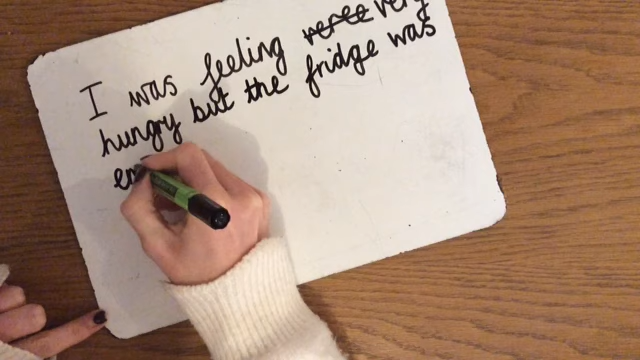 I was feeling very
hungry but the fridge was